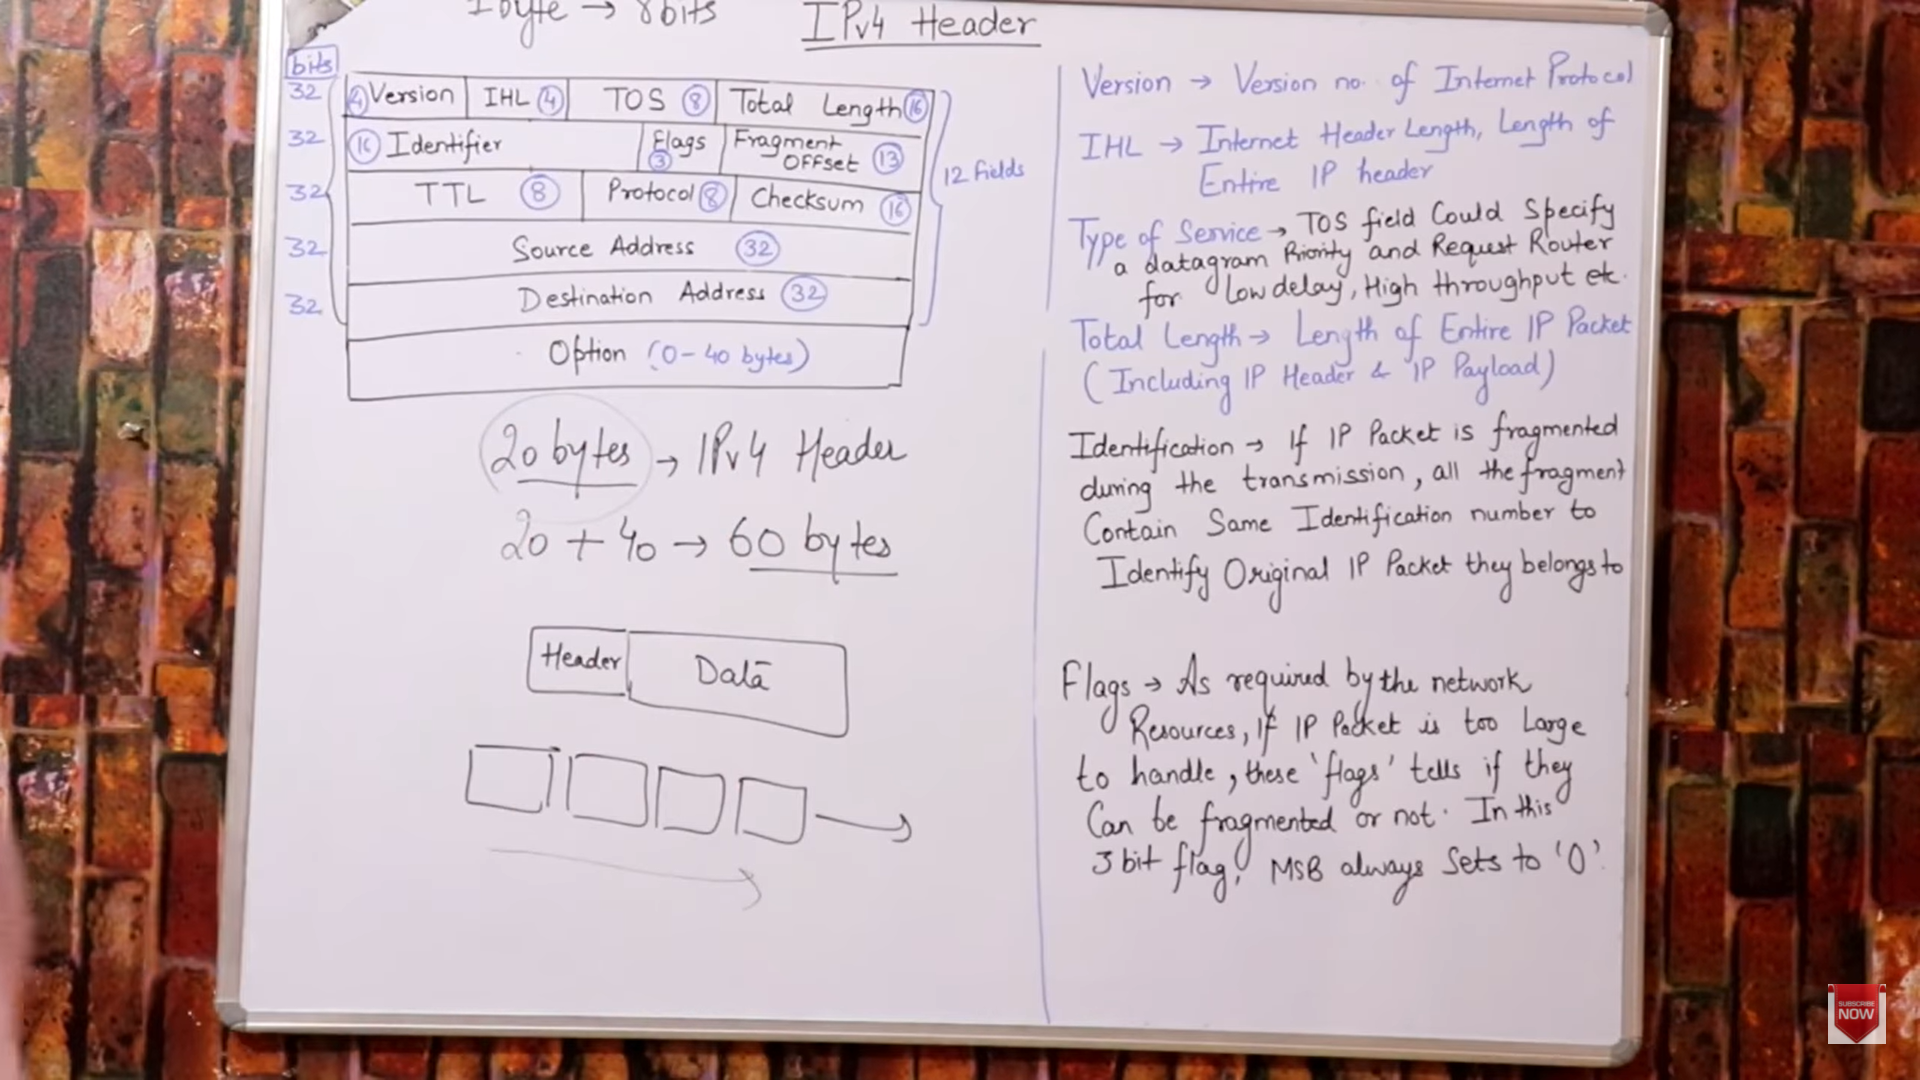 1 byte → 8bits
IPv4 Header
bits
32 4 Version IHL 4 TOS 8 Total Length 16
32 16 Identifier Flags 3 Fragment OFFset 13
32 TTL 8 Protocol 8 Checksum 16
32 Source Address 32
32 Destination Address 32
Option (0-40 bytes)
12 fields
20 bytes → IPv4 Header
20 + 40 → 60 bytes
Header Data
Version → Version no. of Internet Protocol
IHL → Internet Header Length, Length of
Entire IP header
Type of Service → TOS field Could Specify
a datagram Priority and Request Router
for Low delay, High throughput etc.
Total Length → Length of Entire IP Packet
(Including IP Header & IP Payload)
Identification → If IP Packet is fragmented
during the transmission, all the fragment
Contain Same Identification number to
Identify Original IP Packet they belongs to
Flags → As required by the network
Resources, If IP Packet is too Large
to handle, these 'flags' tells if they
Can be fragmented or not. In this
3 bit flag, MSB always Sets to '0'.
SUBSCRIBE
NOW